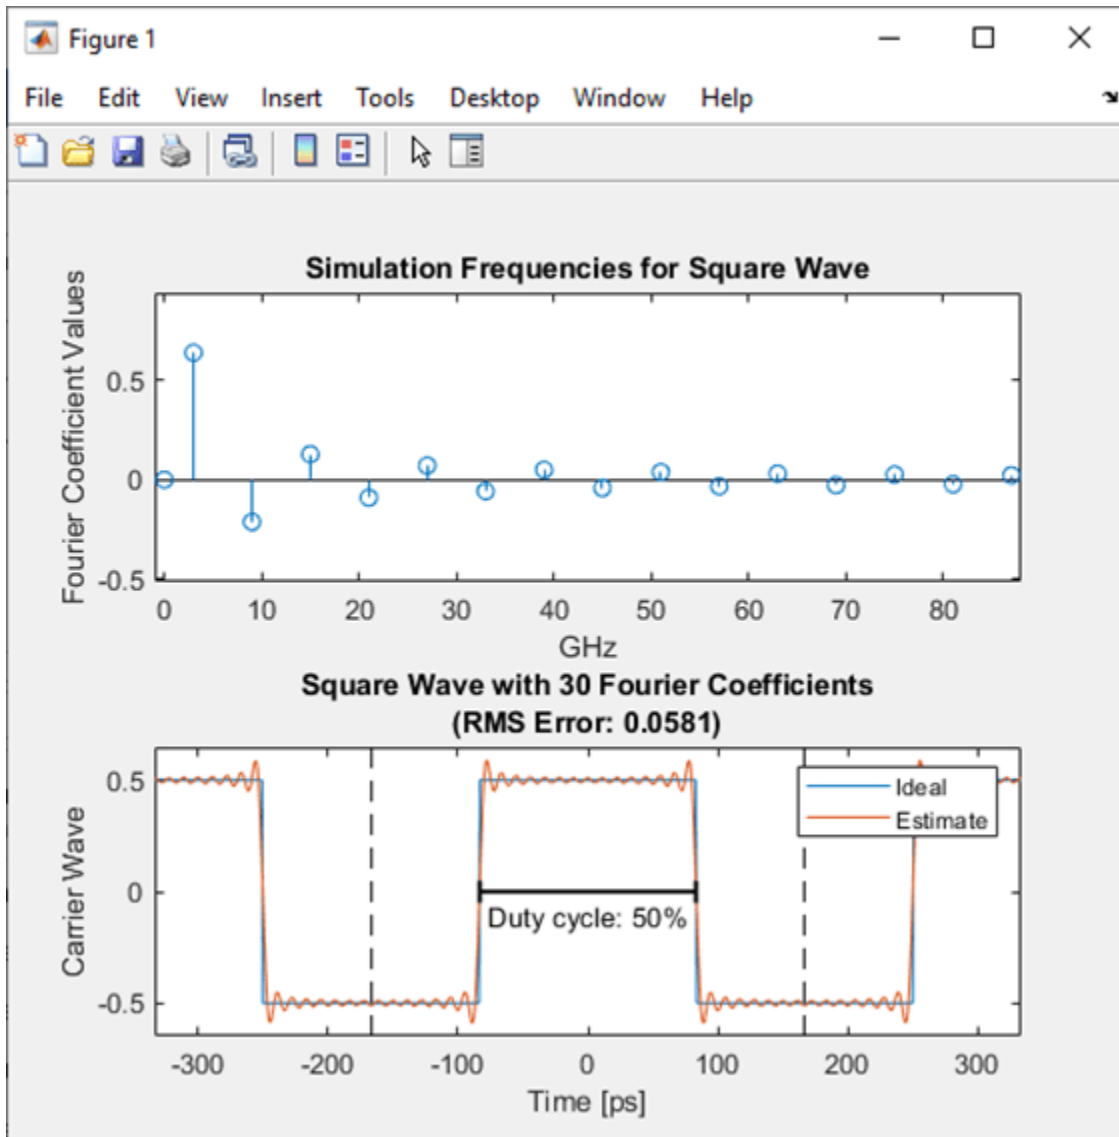 Figure 1
File Edit View Insert Tools Desktop Window Help
Simulation Frequencies for Square Wave
Fourier Coefficient Values
0.5
0
-0.5
0 10 20 30 40 50 60 70 80
GHz
Square Wave with 30 Fourier Coefficients
(RMS Error: 0.0581)
Carrier Wave
0.5
0
-0.5
Ideal
Estimate
Duty cycle: 50%
-300 -200 -100 0 100 200 300
Time [ps]